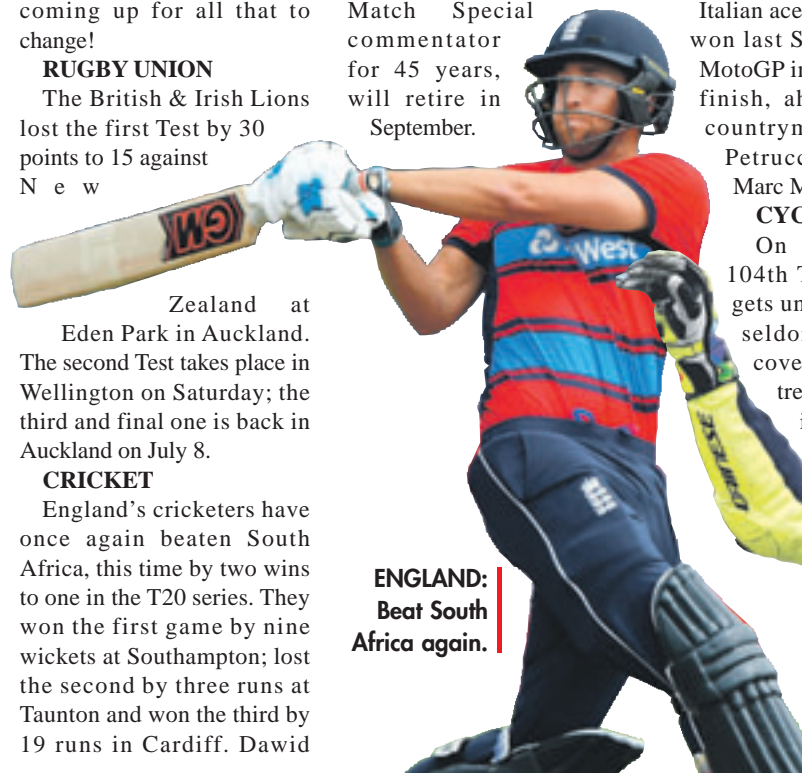 coming up for all that to
change!
RUGBY UNION
The British & Irish Lions
lost the first Test by 30
points to 15 against
New
Zealand at
Eden Park in Auckland.
The second Test takes place in
Wellington on Saturday; the
third and final one is back in
Auckland on July 8.
CRICKET
England’s cricketers have
once again beaten South
Africa, this time by two wins
to one in the T20 series. They
won the first game by nine
wickets at Southampton; lost
the second by three runs at
Taunton and won the third by
19 runs in Cardiff. Dawid
Match Special
commentator
for 45 years,
will retire in
September.
West
ENGLAND:
Beat South
Africa again.
Italian ace
won last S
MotoGP in
finish, ah
countryn
Petrucc
Marc M
CYC
On
104th T
gets un
seldo
cove
tre
DAINESE